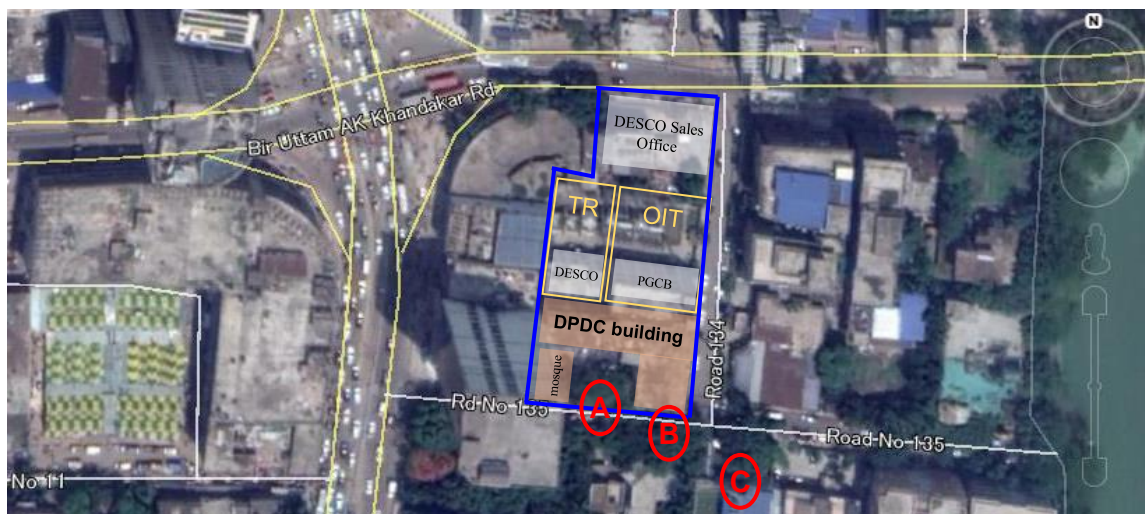 N
Bir Uttam AK Khandakar Rd
DESCO Sales
Office
TR
OIT
DESCO
PGCB
DPDC building
mosque
Road 134
A
Rd No 135
B
Road No 135
C
No 11